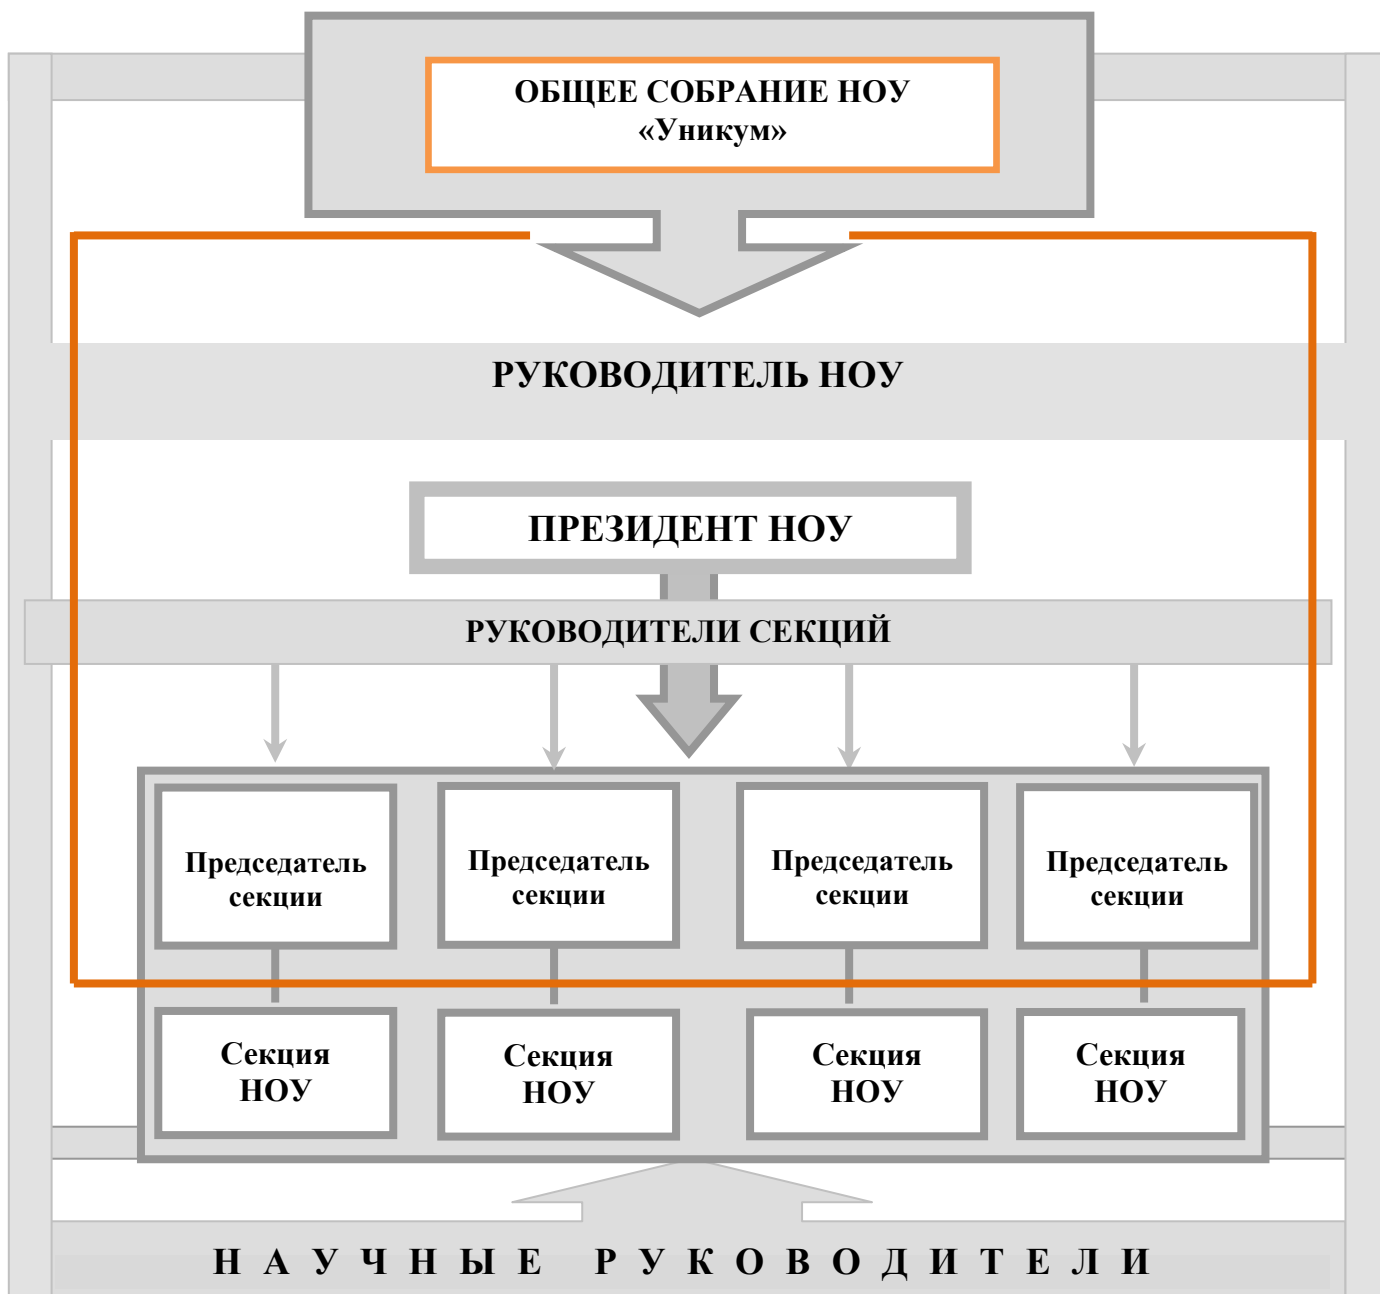 ОБЩЕЕ СОБРАНИЕ НОУ
«Уникум»
РУКОВОДИТЕЛЬ НОУ
ПРЕЗИДЕНТ НОУ
РУКОВОДИТЕЛИ СЕКЦИЙ
Председатель
секции
Председатель
секции
Председатель
секции
Председатель
секции
Секция
НОУ
Секция
НОУ
Секция
НОУ
Секция
НОУ
Н А У Ч Н Ы Е Р У К О В О Д И Т Е Л И